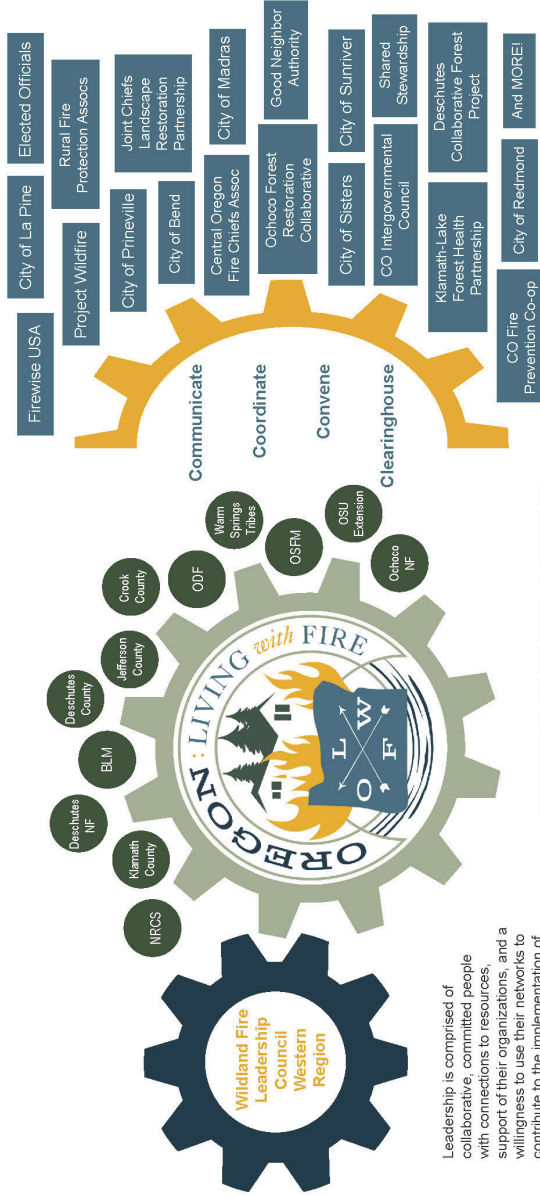 Wildland Fire
Leadership
Council
Western
Region
Leadership is comprised of
collaborative, committed people
with connections to resources,
support of their organizations, and a
willingness to use their networks to
contribute to the implementation of
NRCS
Klamath
County
Deschutes
NF
BLM
Deschutes
County
Jefferson
County
Crook
County
ODF
Warm
Springs
Tribes
OSFM
OSU
Extension
Ochoco
NF
OREGON: LIVING with FIRE
O L W F
Communicate
Coordinate
Convene
Clearinghouse
Firewise USA
City of La Pine
Elected Officials
Project Wildfire
Rural Fire
Protection Assocs
City of Prineville
Joint Chiefs
Landscape
Restoration
Partnership
City of Bend
City of Madras
Central Oregon
Fire Chiefs Assoc
Good Neighbor
Authority
Ochoco Forest
Restoration
Collaborative
City of Sisters
City of Sunriver
CO Intergovernmental
Council
Shared
Stewardship
Klamath-Lake
Forest Health
Partnership
Deschutes
Collaborative Forest
Project
CO Fire
Prevention Co-op
City of Redmond
And MORE!